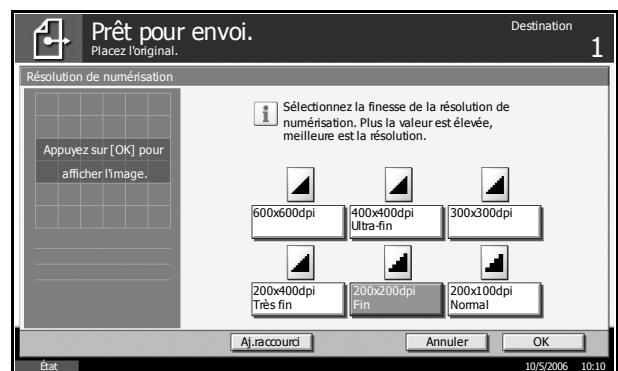 Prêt pour envoi.
Placez l'original.
Destination
1
Résolution de numérisation
Appuyez sur [OK] pour
afficher l'image.
Sélectionnez la finesse de la résolution de
numérisation. Plus la valeur est élevée,
meilleure est la résolution.
600x600dpi
400x400dpi
Ultra-fin
300x300dpi
200x400dpi
Très fin
200x200dpi
Fin
200x100dpi
Normal
Aj.raccourci
Annuler
OK
État
10/5/2006 10:10